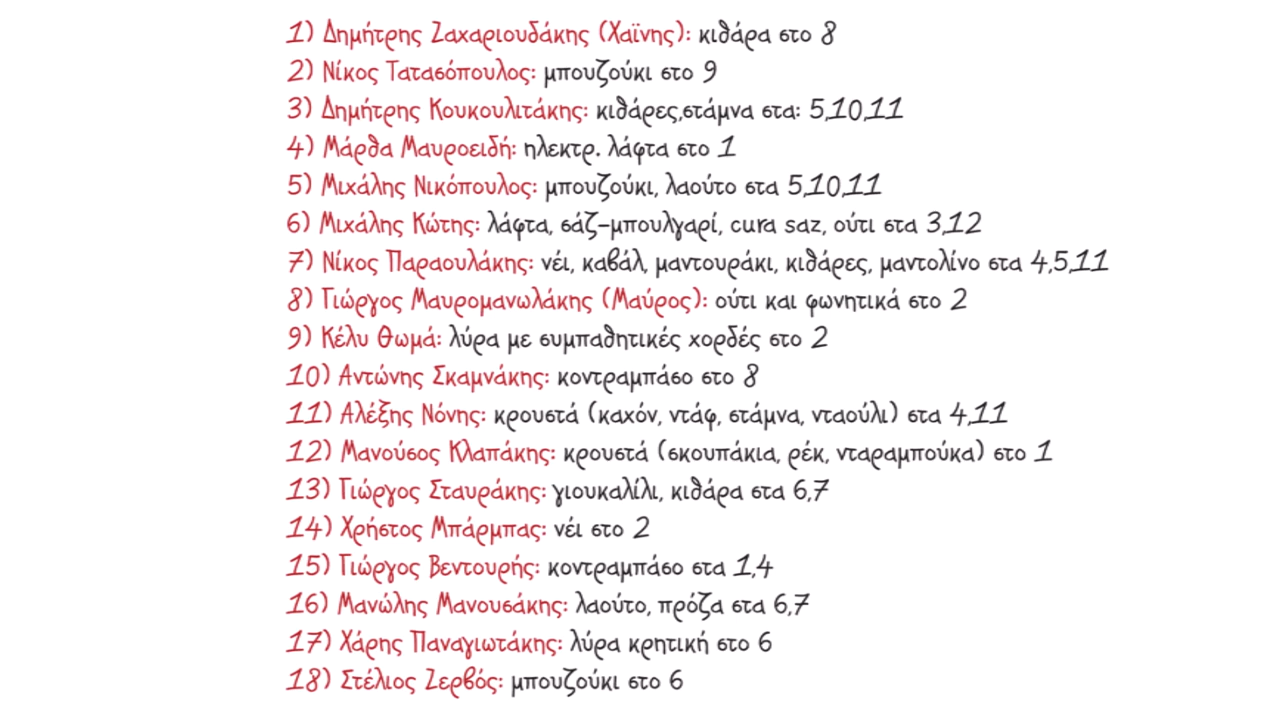 1) Δημήτρης Ζαχαριουδάκης (Χαΐνης): κιθάρα στο 8
2) Νίκος Τατασόπουλος: μπουζούκι στο 9
3) Δημήτρης Κουκουλιτάκης: κιθάρες,στάμνα στα: 5,10,11
4) Μάρθα Μαυροειδή: ηλεκτρ. λάφτα στο 1
5) Μιχάλης Νικόπουλος: μπουζούκι, λαούτο στα 5,10,11
6) Μιχάλης Κώτης: λάφτα, σάζ-μπουλγαρί, cura saz, ούτι στα 3,12
7) Νίκος Παραουλάκης: νέι, καβάλ, μαντουράκι, κιθάρες, μαντολίνο στα 4,5,11
8) Γιώργος Μαυρομανωλάκης (Μαύρος): ούτι και φωνητικά στο 2
9) Κέλυ Θωμά: λύρα με συμπαθητικές χορδές στο 2
10) Αντώνης Σκαμνάκης: κοντραμπάσο στο 8
11) Αλέξης Νόνης: κρουστά (καχόν, ντάφ, στάμνα, νταούλι) στα 4,11
12) Μανούσος Κλαπάκης: κρουστά (σκουπάκια, ρέκ, νταραμπούκα) στο 1
13) Γιώργος Σταυράκης: γιουκαλίλι, κιθάρα στα 6,7
14) Χρήστος Μπάρμπας: νέι στο 2
15) Γιώργος Βεντουρής: κοντραμπάσο στα 1,4
16) Μανώλης Μανουσάκης: λαούτο, πρόζα στα 6,7
17) Χάρης Παναγιωτάκης: λύρα κρητική στο 6
18) Στέλιος Ζερβός: μπουζούκι στο 6